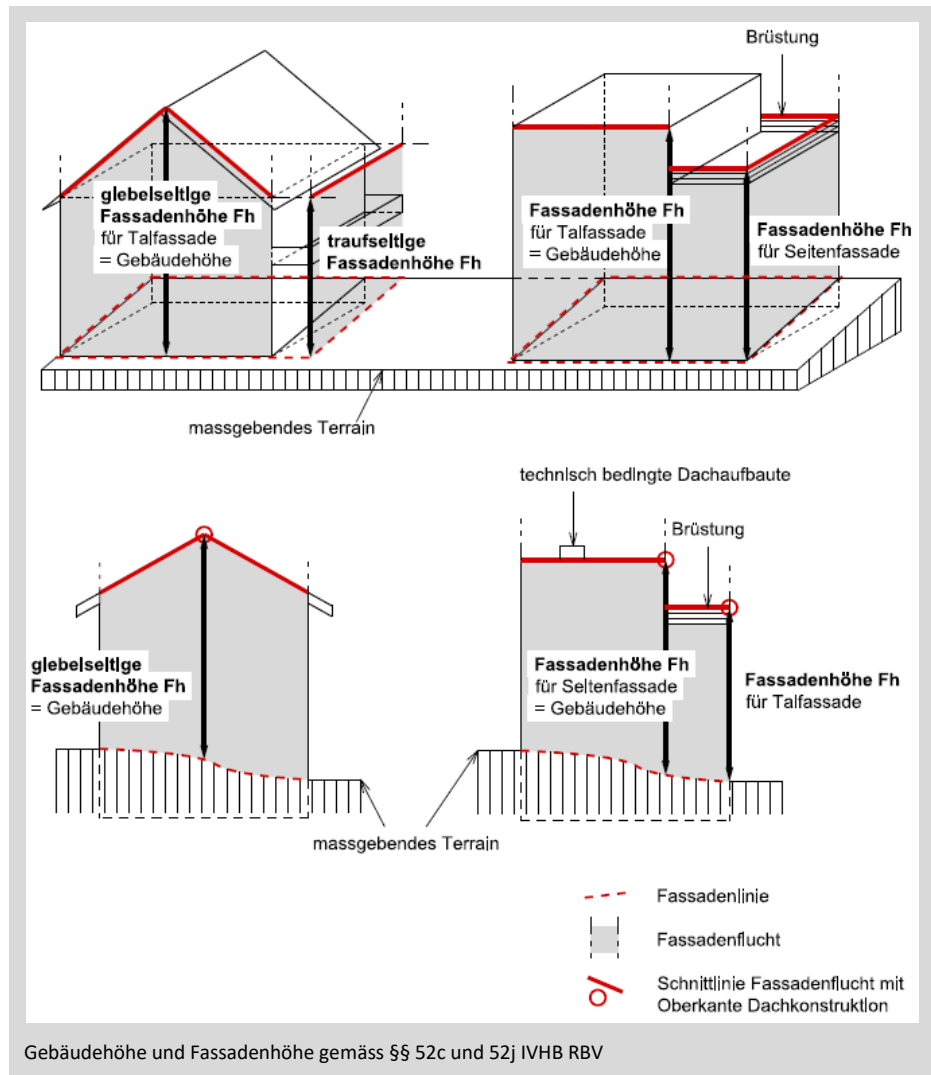 Brüstung
giebelseitige
Fassadenhöhe Fh
für Talfassade
= Gebäudehöhe
traufseitige
Fassadenhöhe Fh
Fassadenhöhe Fh
für Talfassade
= Gebäudehöhe
Fassadenhöhe Fh
für Seitenfassade
massgebendes Terrain
technisch bedingte Dachaufbaute
Brüstung
giebelseitige
Fassadenhöhe Fh
= Gebäudehöhe
Fassadenhöhe Fh
für Seitenfassade
= Gebäudehöhe
Fassadenhöhe Fh
für Talfassade
massgebendes Terrain
Fassadenlinie
Fassadenflucht
Schnittlinie Fassadenflucht mit
Oberkante Dachkonstruktion
Gebäudehöhe und Fassadenhöhe gemäss §§ 52c und 52j IVHB RBV